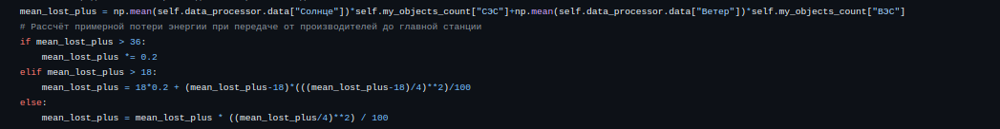 mean_lost_plus = np.mean(self.data_processor.data["Солнце"])*self.my_objects_count["СЭС"]+np.mean(self.data_processor.data["Ветер"])*self.my_objects_count["ВЭС"]
# Рассчёт примерной потери энергии при передаче от производителей до главной станции
if mean_lost_plus > 36:
    mean_lost_plus *= 0.2
elif mean_lost_plus > 18:
    mean_lost_plus = 18*0.2 + (mean_lost_plus-18)*(((mean_lost_plus-18)/4)**2)/100
else:
    mean_lost_plus = mean_lost_plus * ((mean_lost_plus/4)**2) / 100